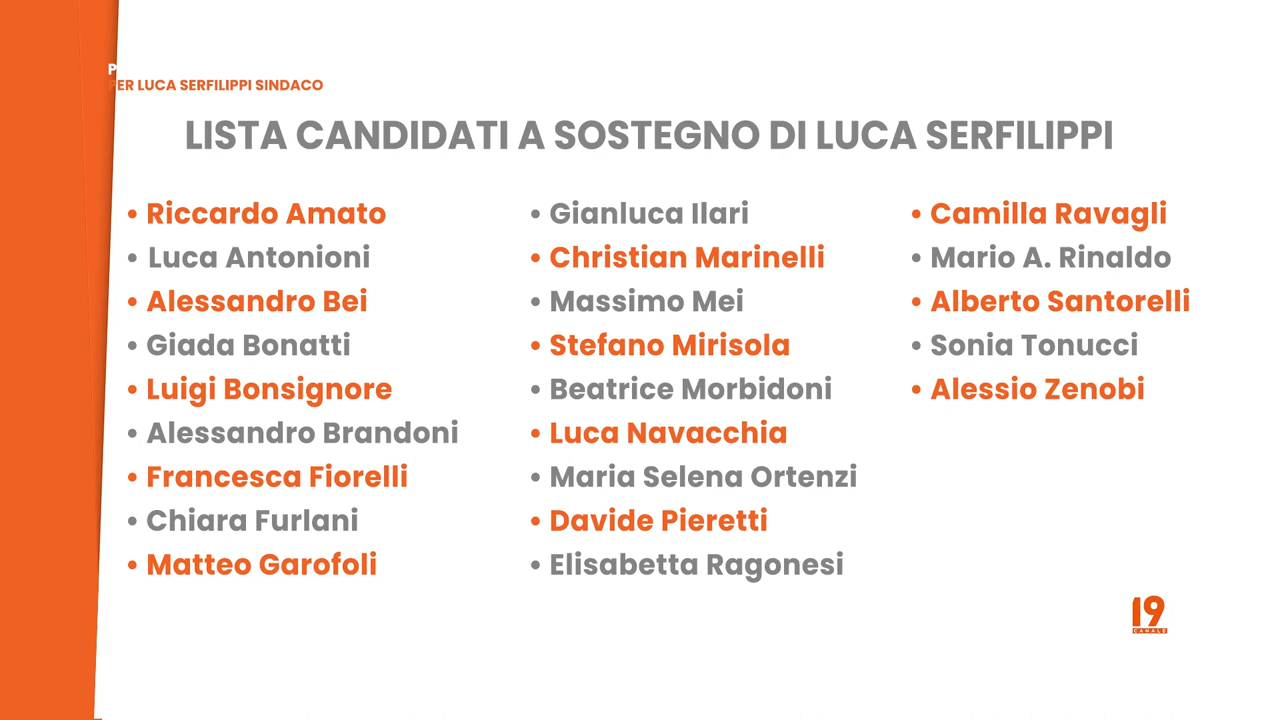 PER LUCA SERFILIPPI SINDACO
LISTA CANDIDATI A SOSTEGNO DI LUCA SERFILIPPI
• Riccardo Amato
• Luca Antonioni
• Alessandro Bei
• Giada Bonatti
• Luigi Bonsignore
• Alessandro Brandoni
• Francesca Fiorelli
• Chiara Furlani
• Matteo Garofoli
• Gianluca Ilari
• Christian Marinelli
• Massimo Mei
• Stefano Mirisola
• Beatrice Morbidoni
• Luca Navacchia
• Maria Selena Ortenzi
• Davide Pieretti
• Elisabetta Ragonesi
• Camilla Ravagli
• Mario A. Rinaldo
• Alberto Santorelli
• Sonia Tonucci
• Alessio Zenobi
19
CANALE